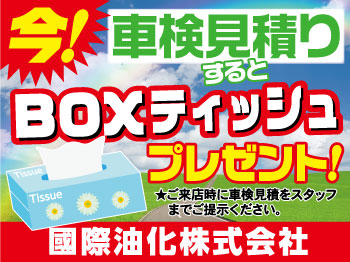 今!
車検見積り
すると
BOXティッシュ
プレゼント!
Tissue
Tissue
★ご来店時に車検見積をスタッフ
までご提示ください。
國際油化株式会社